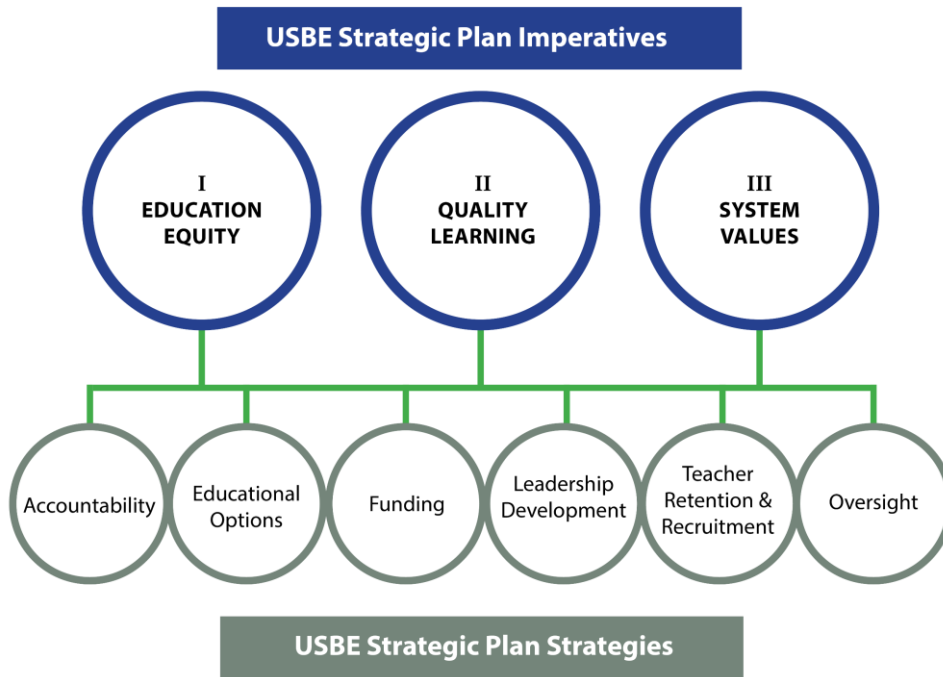 USBE Strategic Plan Imperatives
I
EDUCATION
EQUITY
II
QUALITY
LEARNING
III
SYSTEM
VALUES
Accountability
Educational
Options
Funding
Leadership
Development
Teacher
Retention &
Recruitment
Oversight
USBE Strategic Plan Strategies